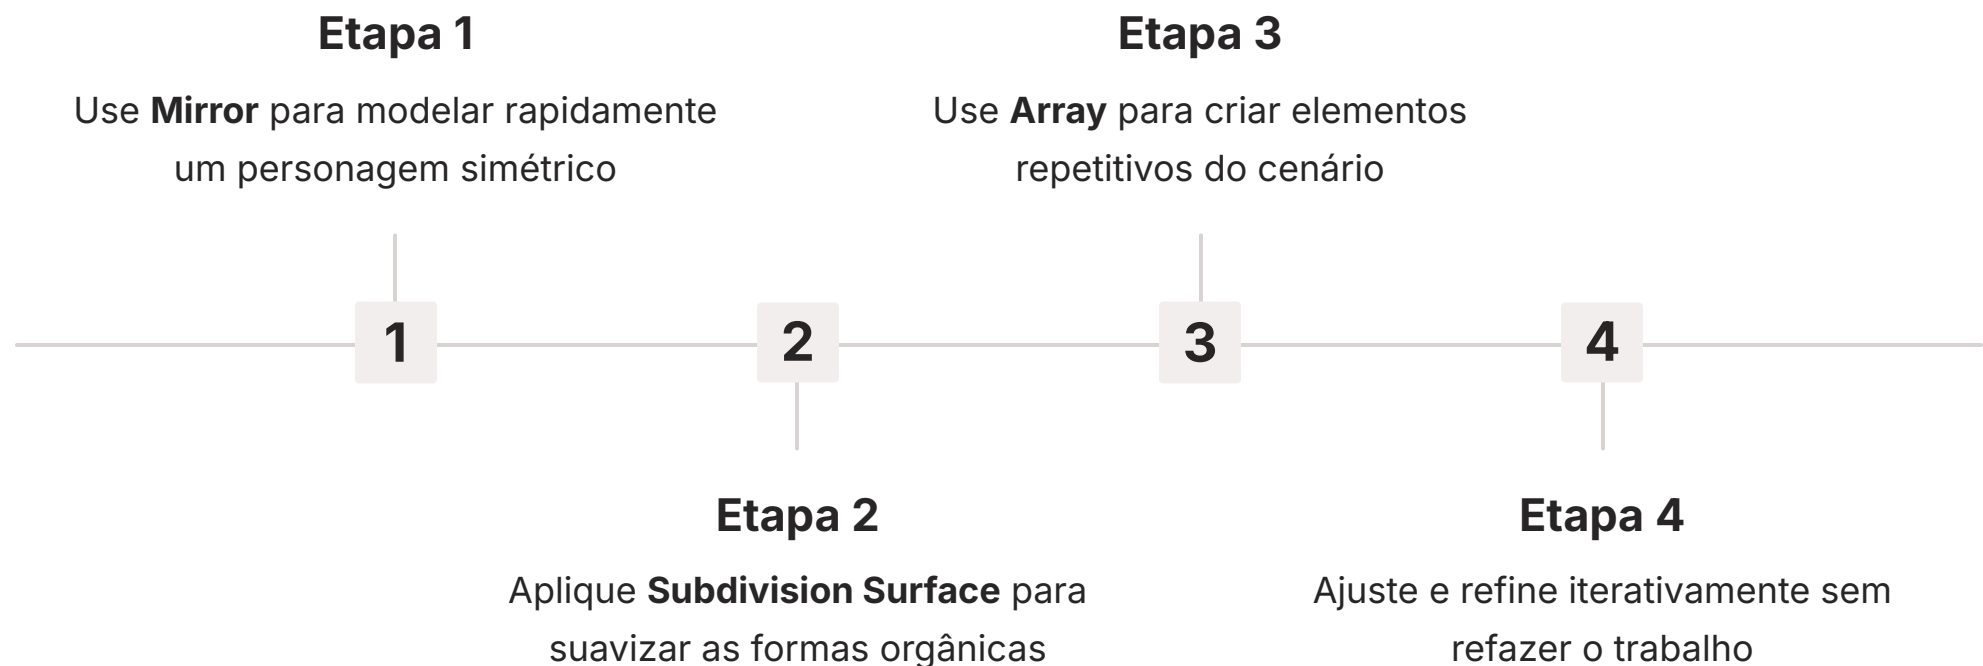 Etapa 1
Use Mirror para modelar rapidamente
um personagem simétrico
Etapa 3
Use Array para criar elementos
repetitivos do cenário
1
2
3
4
Etapa 2
Aplique Subdivision Surface para
suavizar as formas orgânicas
Etapa 4
Ajuste e refine iterativamente sem
refazer o trabalho